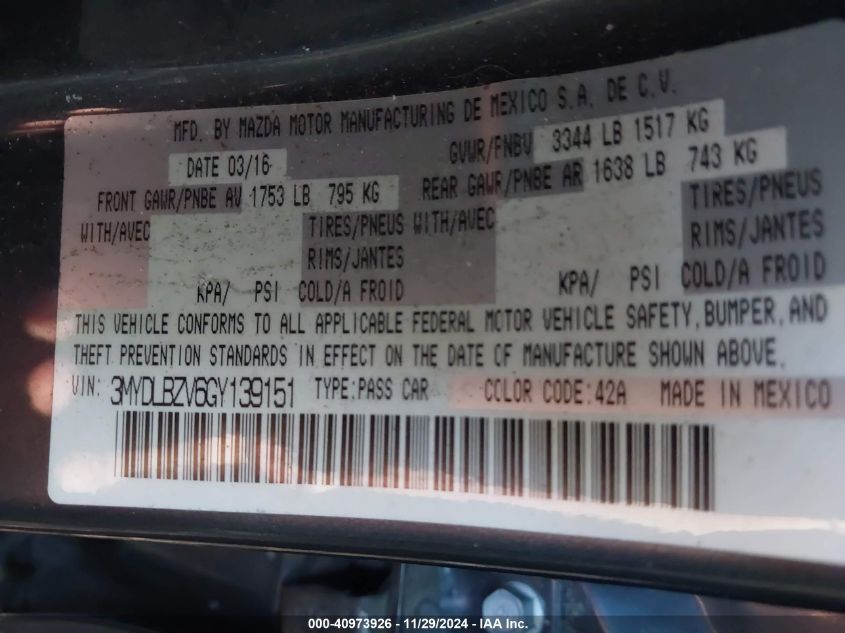 MFD. BY MAZDA MOTOR MANUFACTURING DE MEXICO S.A. DE C.V.
DATE 03/16 GVWR/PNBV 3344 LB 1517 KG
FRONT GAWR/PNBE AV 1753 LB 795 KG REAR GAWR/PNBE AR 1638 LB 743 KG
WITH/AVEC TIRES/PNEUS WITH/AVEC TIRES/PNEUS
RIMS/JANTES RIMS/JANTES
KPA/ PSI COLD/A FROID KPA/ PSI COLD/A FROID
THIS VEHICLE CONFORMS TO ALL APPLICABLE FEDERAL MOTOR VEHICLE SAFETY, BUMPER, AND
THEFT PREVENTION STANDARDS IN EFFECT ON THE DATE OF MANUFACTURE SHOWN ABOVE.
VIN: 3MYDLBZV6GY139151 TYPE:PASS CAR COLOR CODE:42A MADE IN MEXICO
000-40973926 - 11/29/2024 - IAA Inc.